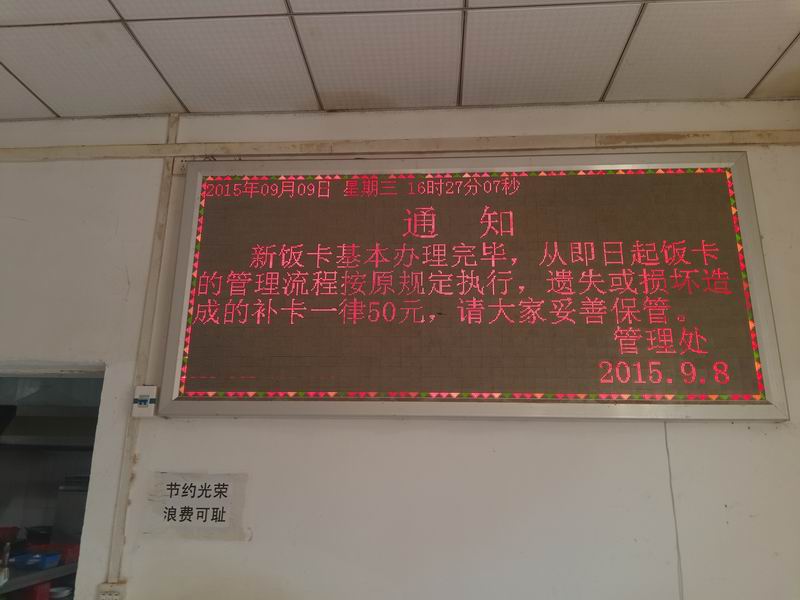 2015年09月09日 星期三 16时27分07秒
通 知
新饭卡基本办理完毕，从即日起饭卡
的管理流程按原规定执行，遗失或损坏造
成的补卡一律50元，请大家妥善保管。
管理处
2015.9.8
节约光荣
浪费可耻